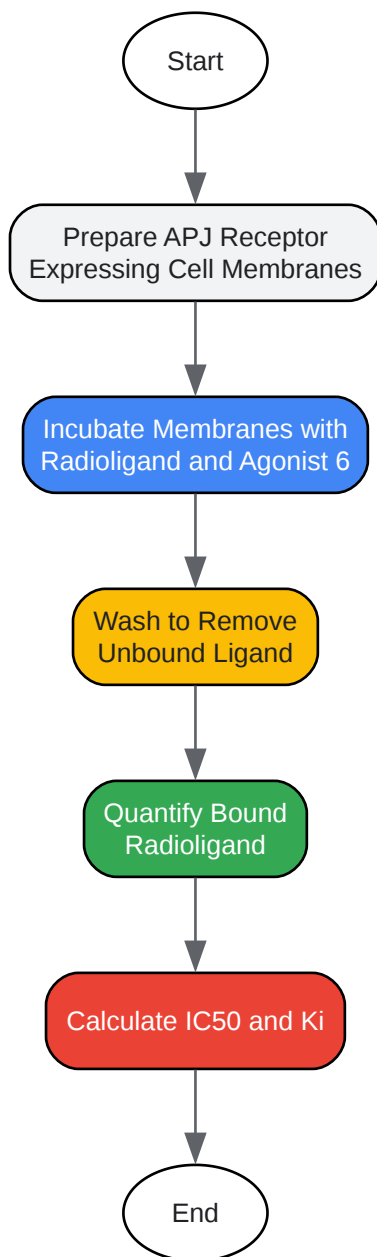 Start
Prepare APJ Receptor
Expressing Cell Membranes
Incubate Membranes with
Radioligand and Agonist 6
Wash to Remove
Unbound Ligand
Quantify Bound
Radioligand
Calculate IC50 and Ki
End